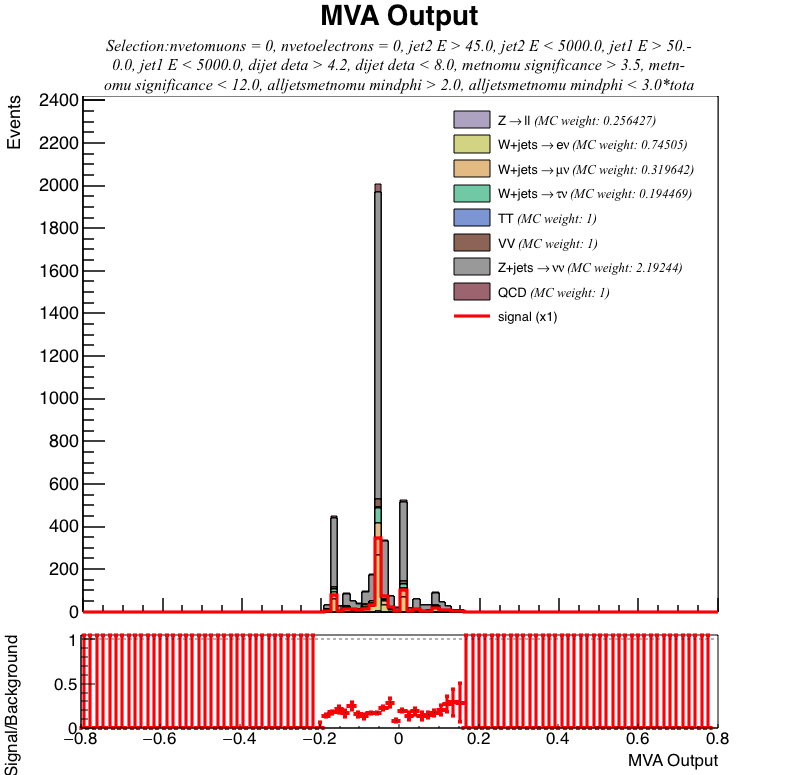 MVA Output
Selection:nvetomuons = 0, nvetoelectrons = 0, jet2 E > 45.0, jet2 E < 5000.0, jet1 E > 50.-
0.0, jet1 E < 5000.0, dijet deta > 4.2, dijet deta < 8.0, metnomu significance > 3.5, metn-
omu significance < 12.0, alljetsmetnomu mindphi > 2.0, alljetsmetnomu mindphi < 3.0*tota
Events
2400
2200
2000
1800
1600
1400
1200
1000
800
600
400
200
0
Z→ll (MC weight: 0.256427)
W+jets→eν (MC weight: 0.74505)
W+jets→μν (MC weight: 0.319642)
W+jets→τν (MC weight: 0.194469)
TT (MC weight: 1)
VV (MC weight: 1)
Z+jets→νν (MC weight: 2.19244)
QCD (MC weight: 1)
signal (x1)
Signal/Background
1
0.5
0
−0.8 −0.6 −0.4 −0.2 0 0.2 0.4 0.6 0.8
MVA Output